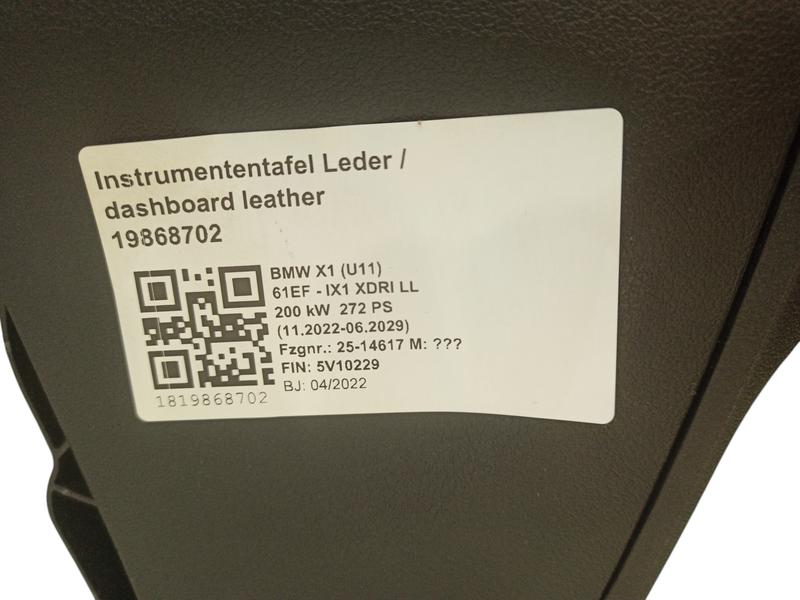 Instrumententafel Leder /
dashboard leather
19868702
BMW X1 (U11)
61EF - IX1 XDRI LL
200 kW 272 PS
(11.2022-06.2029)
Fzgnr.: 25-14617 M: ???
FIN: 5V10229
BJ: 04/2022
1819868702